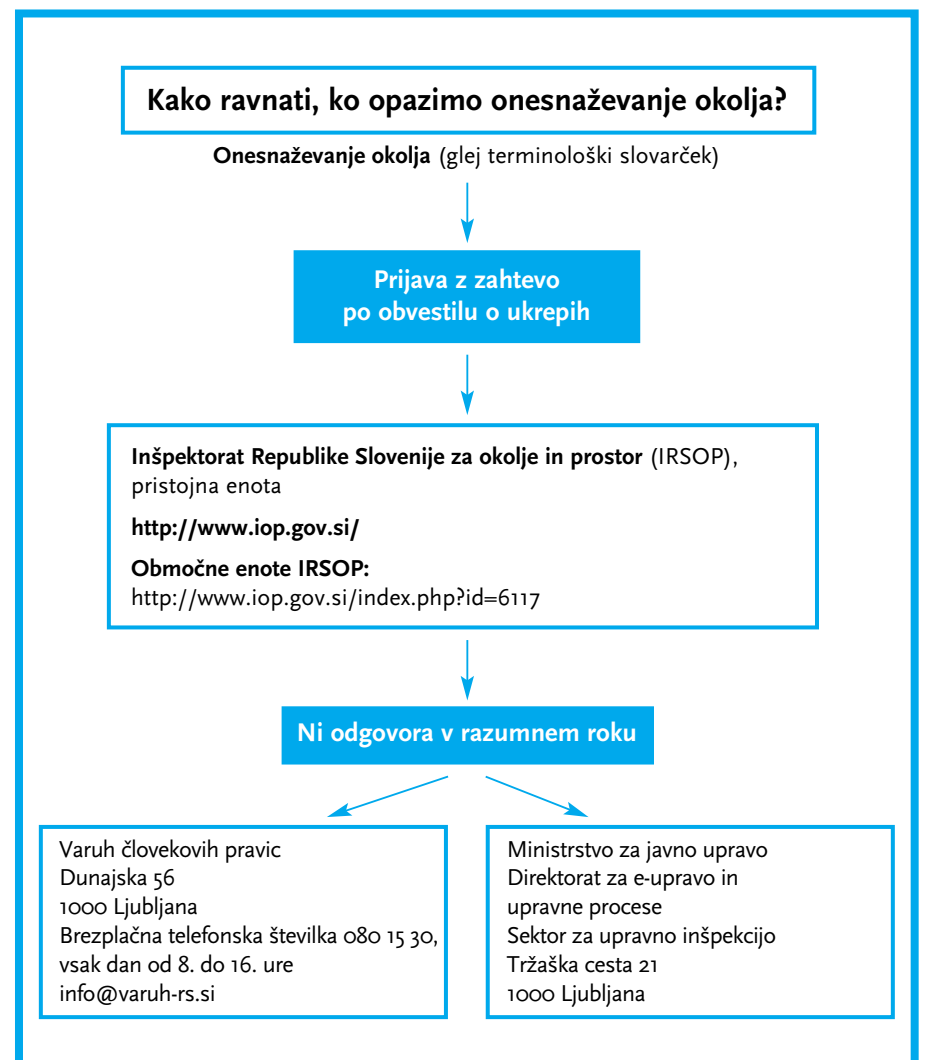 Kako ravnati, ko opazimo onesnaževanje okolja?
Onesnaževanje okolja (glej terminološki slovarček)
Prijava z zahtevo
po obvestilu o ukrepih
Inšpektorat Republike Slovenije za okolje in prostor (IRSOP),
pristojna enota
http://www.iop.gov.si/
Območne enote IRSOP:
http://www.iop.gov.si/index.php?id=6117
Ni odgovora v razumnem roku
Varuh človekovih pravic
Dunajska 56
1000 Ljubljana
Brezplačna telefonska številka 080 15 30,
vsak dan od 8. do 16. ure
info@varuh-rs.si
Ministrstvo za javno upravo
Direktorat za e-upravo in
upravne procese
Sektor za upravno inšpekcijo
Tržaška cesta 21
1000 Ljubljana